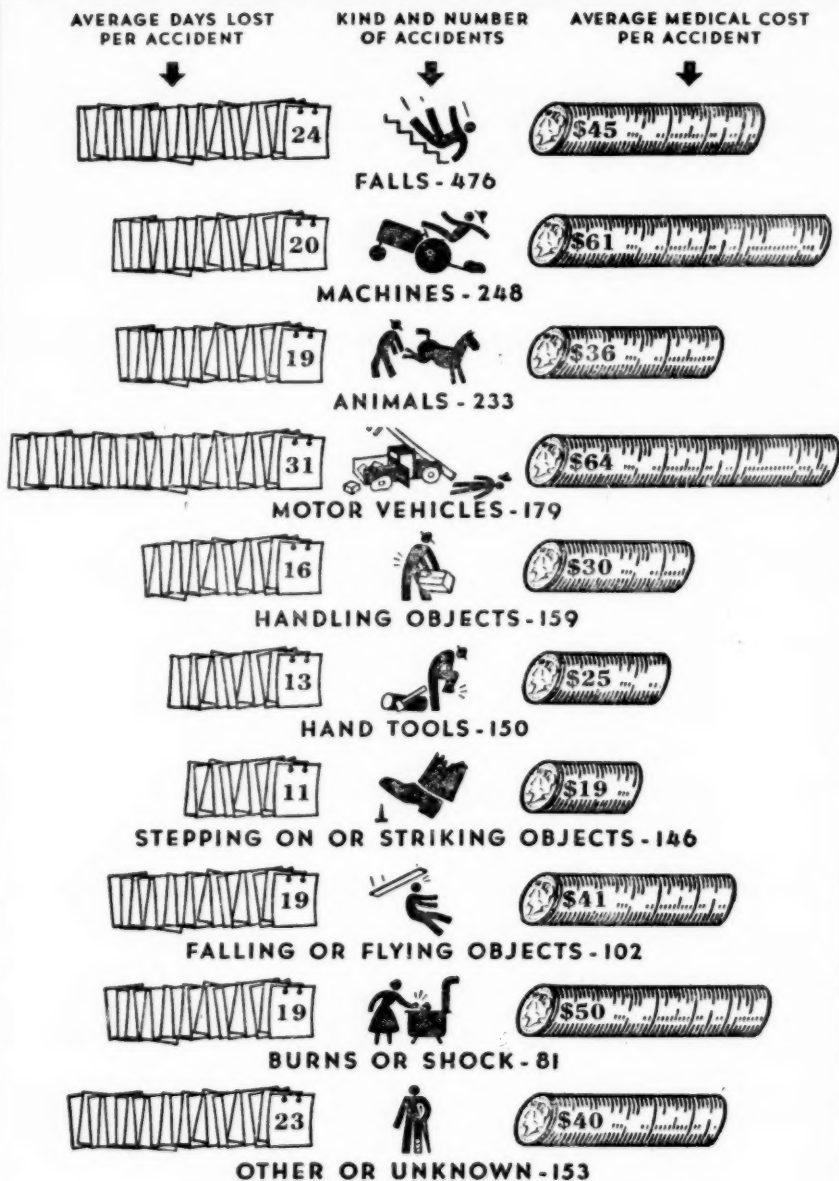 AVERAGE DAYS LOST
PER ACCIDENT
KIND AND NUMBER
OF ACCIDENTS
AVERAGE MEDICAL COST
PER ACCIDENT
24
$45
FALLS - 476
20
$61
MACHINES - 248
19
$36
ANIMALS - 233
31
$64
MOTOR VEHICLES - 179
16
$30
HANDLING OBJECTS - 159
13
$25
HAND TOOLS - 150
11
$19
STEPPING ON OR STRIKING OBJECTS - 146
19
$41
FALLING OR FLYING OBJECTS - 102
19
$50
BURNS OR SHOCK - 81
23
$40
OTHER OR UNKNOWN - 153